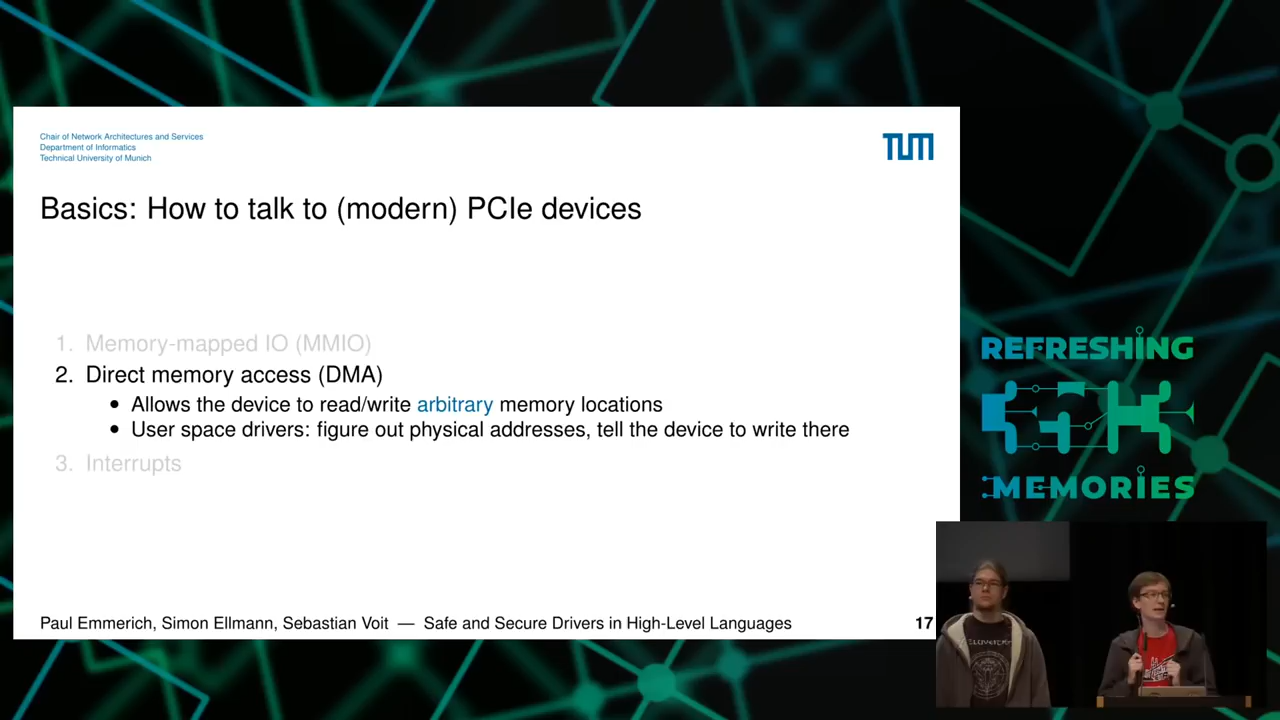 Chair of Network Architectures and Services
Department of Informatics
Technical University of Munich
TUM
Basics: How to talk to (modern) PCIe devices
1. Memory-mapped IO (MMIO)
2. Direct memory access (DMA)
• Allows the device to read/write arbitrary memory locations
• User space drivers: figure out physical addresses, tell the device to write there
3. Interrupts
Paul Emmerich, Simon Ellmann, Sebastian Voit — Safe and Secure Drivers in High-Level Languages
17
REFRESHING
MEMORIES